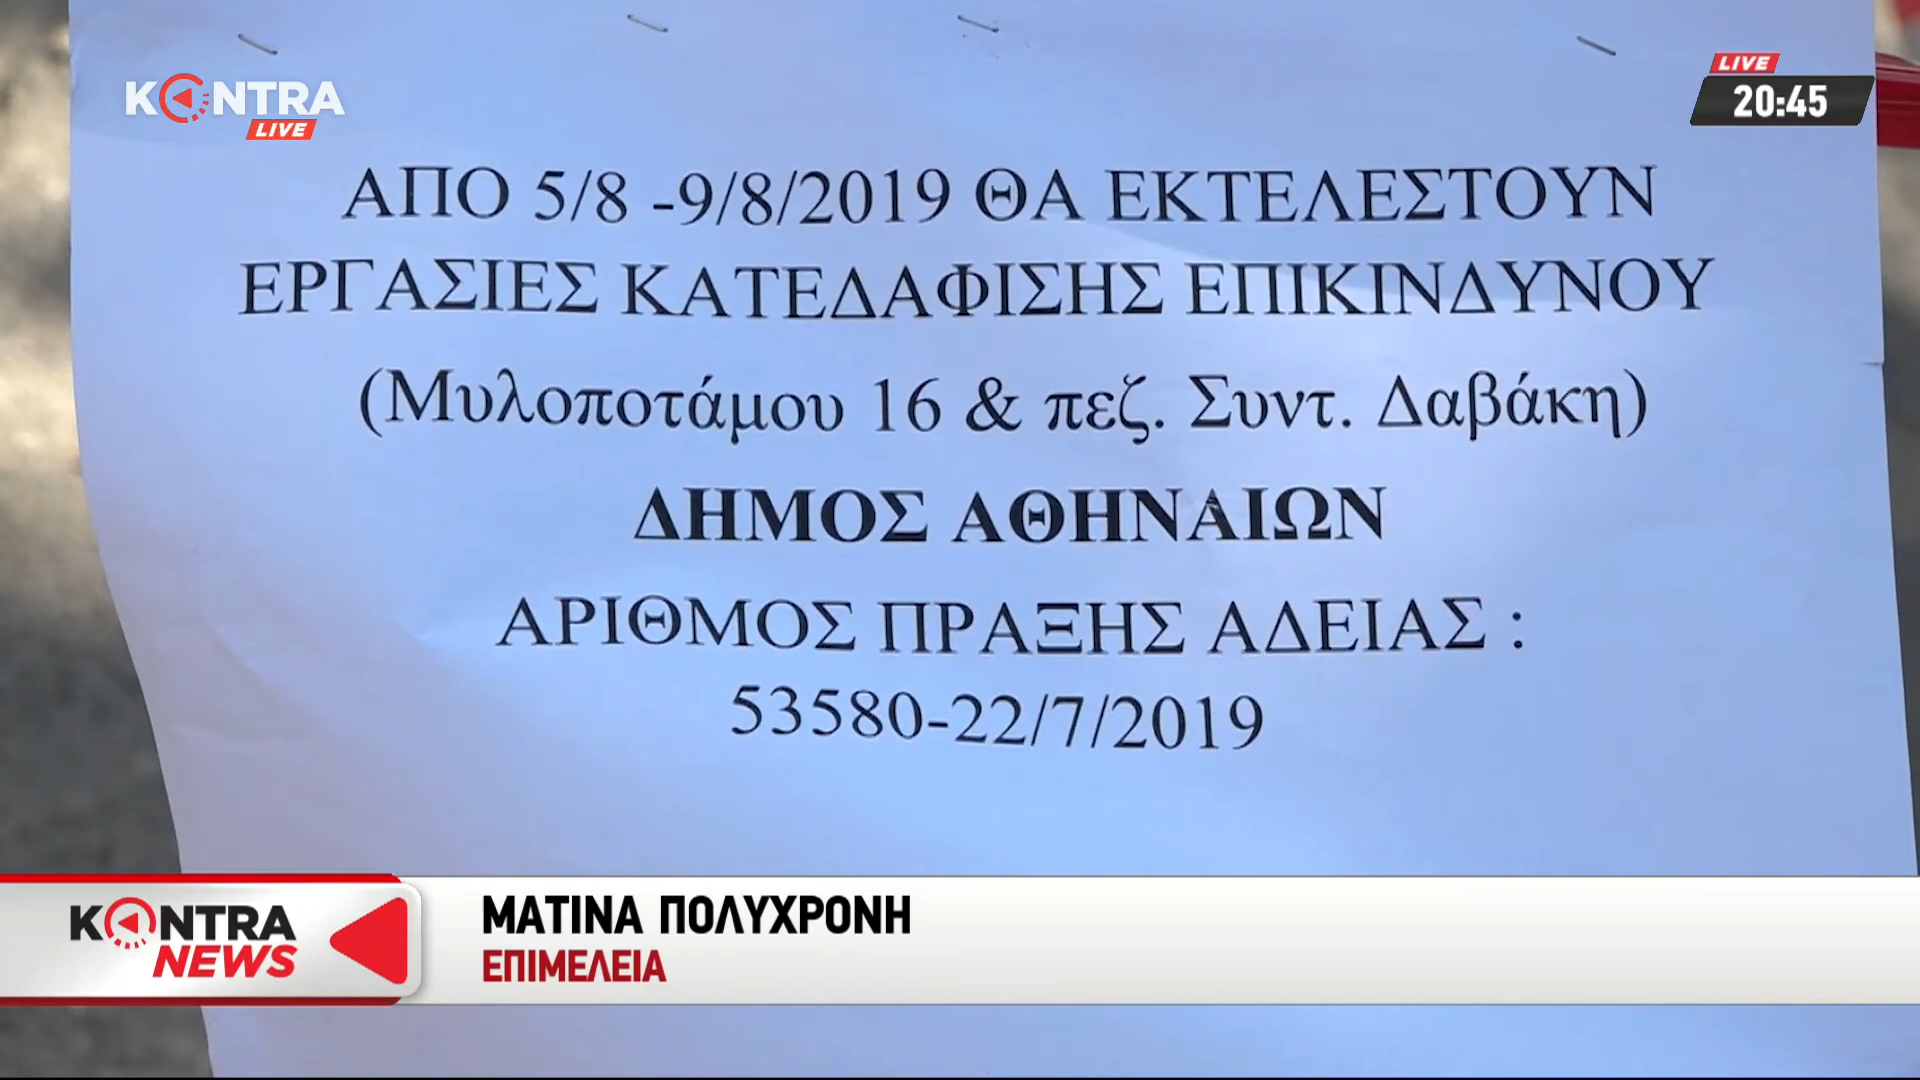 KONTRA
LIVE
LIVE
20:45
ΑΠΟ 5/8 -9/8/2019 ΘΑ ΕΚΤΕΛΕΣΤΟΥΝ
ΕΡΓΑΣΙΕΣ ΚΑΤΕΔΑΦΙΣΗΣ ΕΠΙΚΙΝΔΥΝΟΥ
(Μυλοποτάμου 16 & πεζ. Συντ. Δαβάκη)
ΔΗΜΟΣ ΑΘΗΝΑΙΩΝ
ΑΡΙΘΜΟΣ ΠΡΑΞΗΣ ΑΔΕΙΑΣ :
53580-22/7/2019
KONTRA
NEWS
ΜΑΤΙΝΑ ΠΟΛΥΧΡΟΝΗ
ΕΠΙΜΕΛΕΙΑ